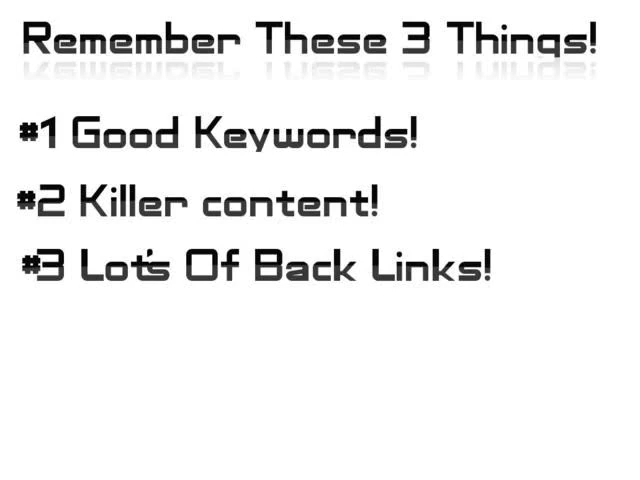 Remember These 3 Things!
#1 Good Keywords!
#2 Killer content!
#3 Lot's Of Back Links!